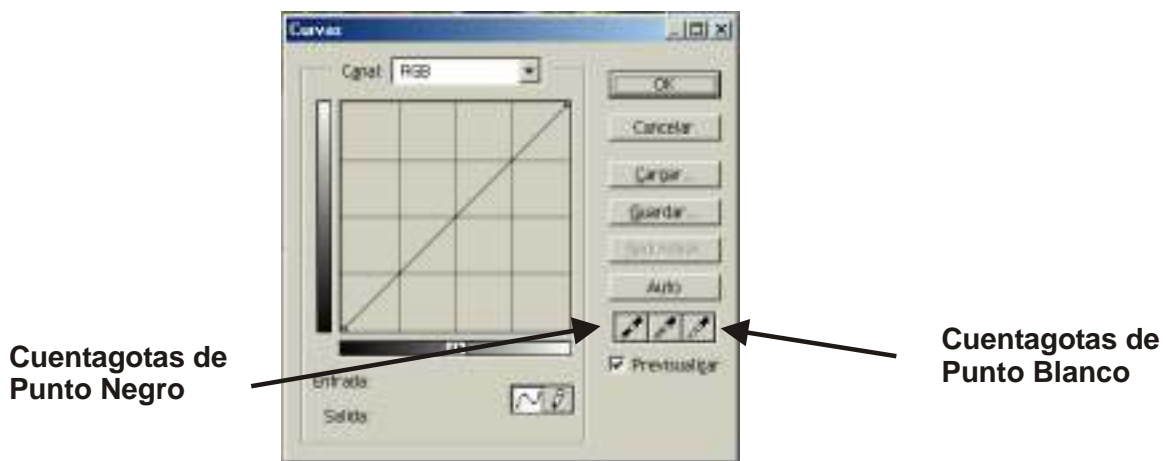 Curvas
Canal: RGB
OK
Cancelar
Cargar...
Guardar...
Auto
Previsualizar
Entrada:
Salida:
Cuentagotas de
Punto Negro
Cuentagotas de
Punto Blanco